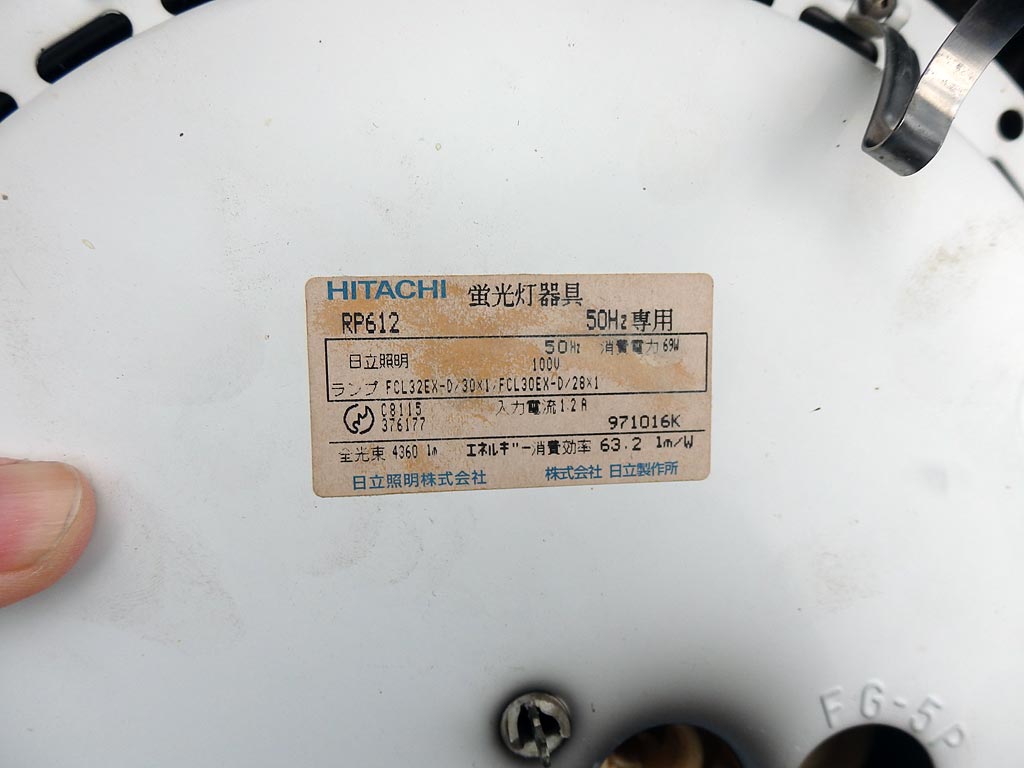 HITACHI 蛍光灯器具
RP612 50Hz専用
50Hz 消費電力69W
日立照明 100V
ランプ FCL32EX-D/30×1,FCL30EX-D/28×1
C8115 入力電流1.2A
376177 971016K
全光束 4360 lm エネルギー消費効率 63.2 lm/W
日立照明株式会社 株式会社 日立製作所
FG-5P